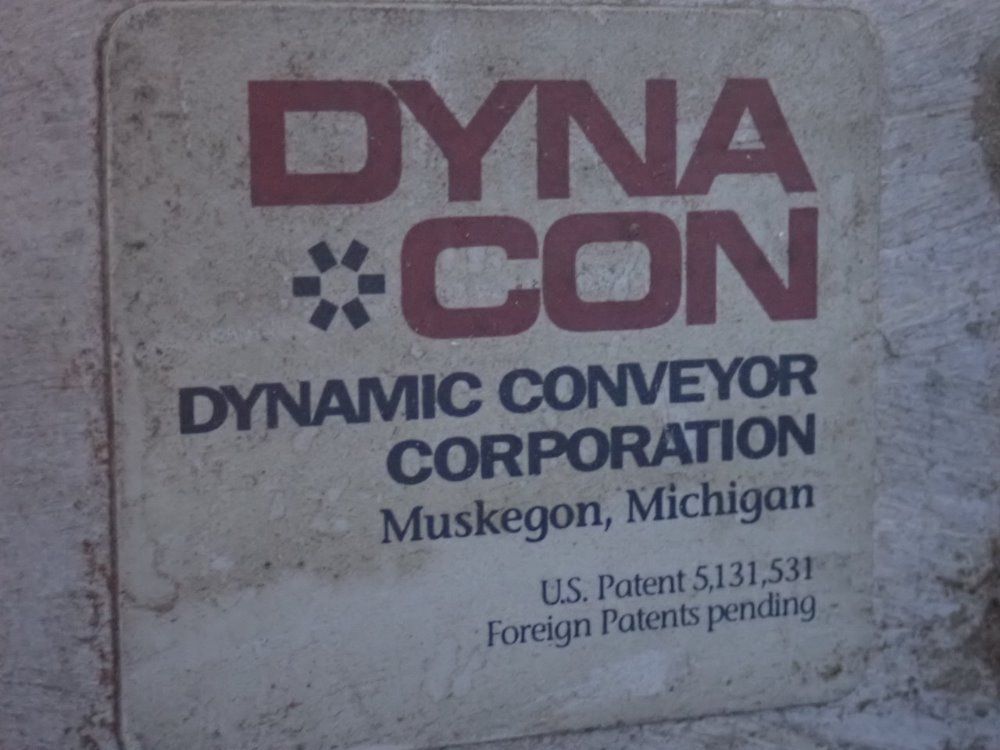 DYNA
CON
DYNAMIC CONVEYOR
CORPORATION
Muskegon, Michigan
U.S. Patent 5,131,531
Foreign Patents pending